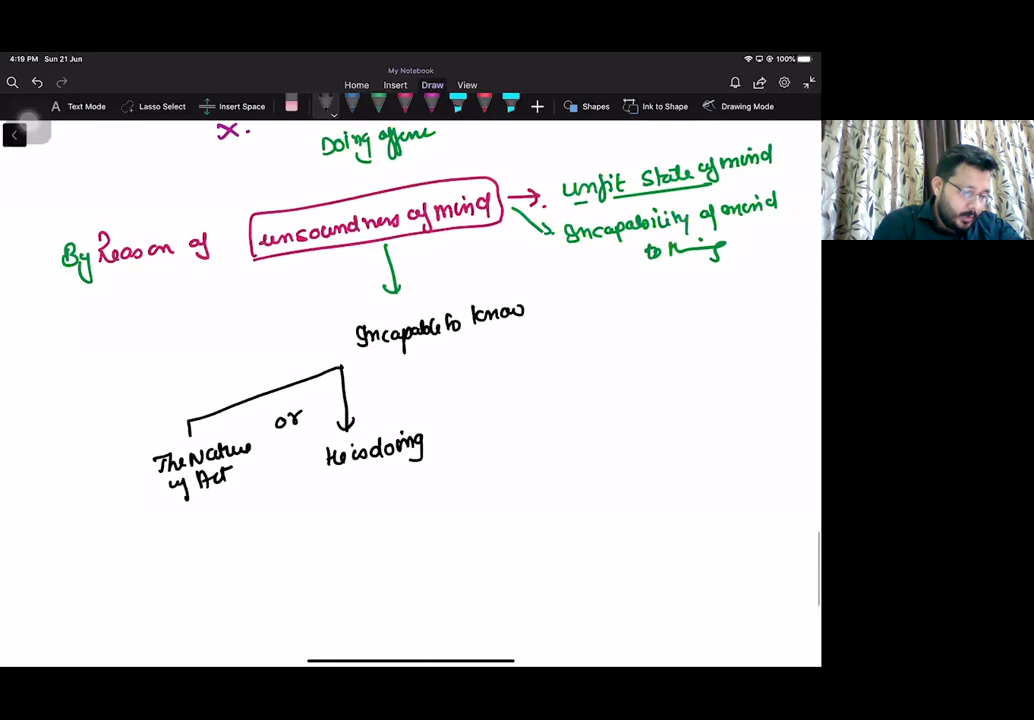 4:19 PM Sun 21 Jun
100%
My Notebook
Home Insert Draw View
Text Mode Lasso Select Insert Space Shapes Ink to Shape Drawing Mode
x.
Doing offenc
By Reason of unsoundness of mind → unfit State of mind
Incapability of mind
to
Incapable to know
or
The Nature
of Act
He is doing